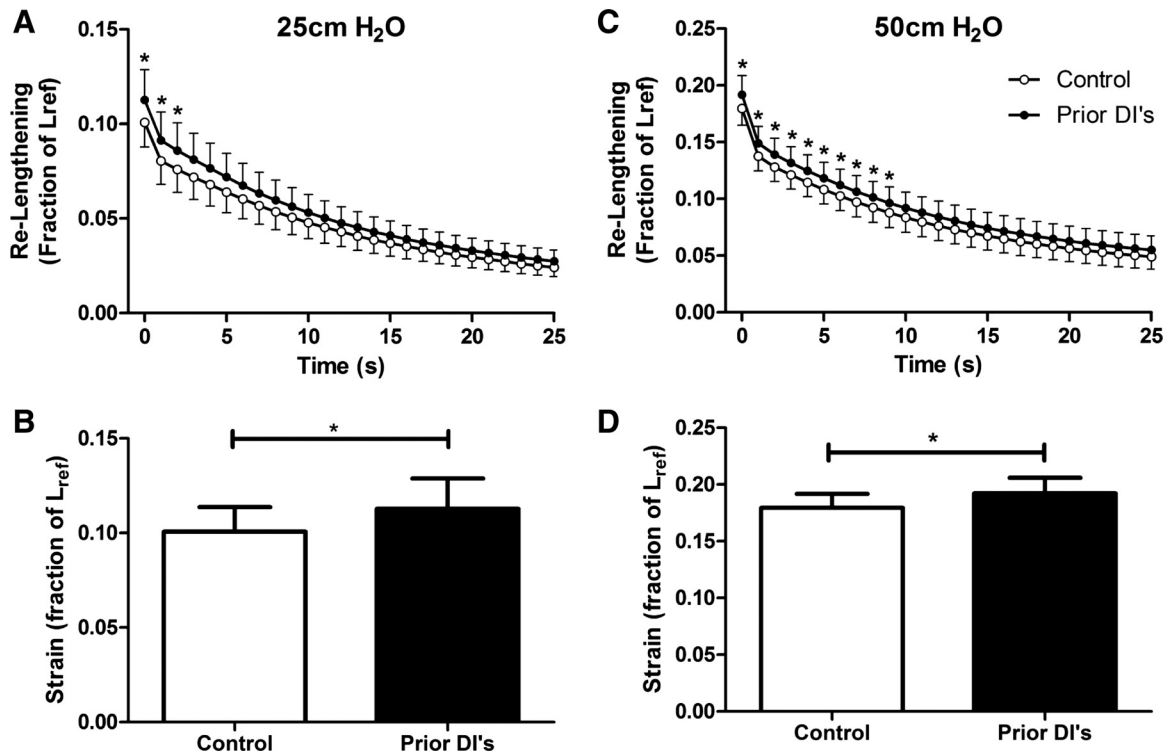 A
25cm H₂O
Re-Lengthening
(Fraction of Lref)
0.15
0.10
0.05
0.00
* * *
0 5 10 15 20 25
Time (s)
C
50cm H₂O
Control
Prior DI's
Re-Lengthening
(Fraction of Lref)
0.25
0.20
0.15
0.10
0.05
0.00
* * * * * * * * * *
0 5 10 15 20 25
Time (s)
B
Strain (fraction of Lref)
0.15
0.10
0.05
0.00
*
Control Prior DI's
D
Strain (fraction of Lref)
0.25
0.20
0.15
0.10
0.05
0.00
*
Control Prior DI's